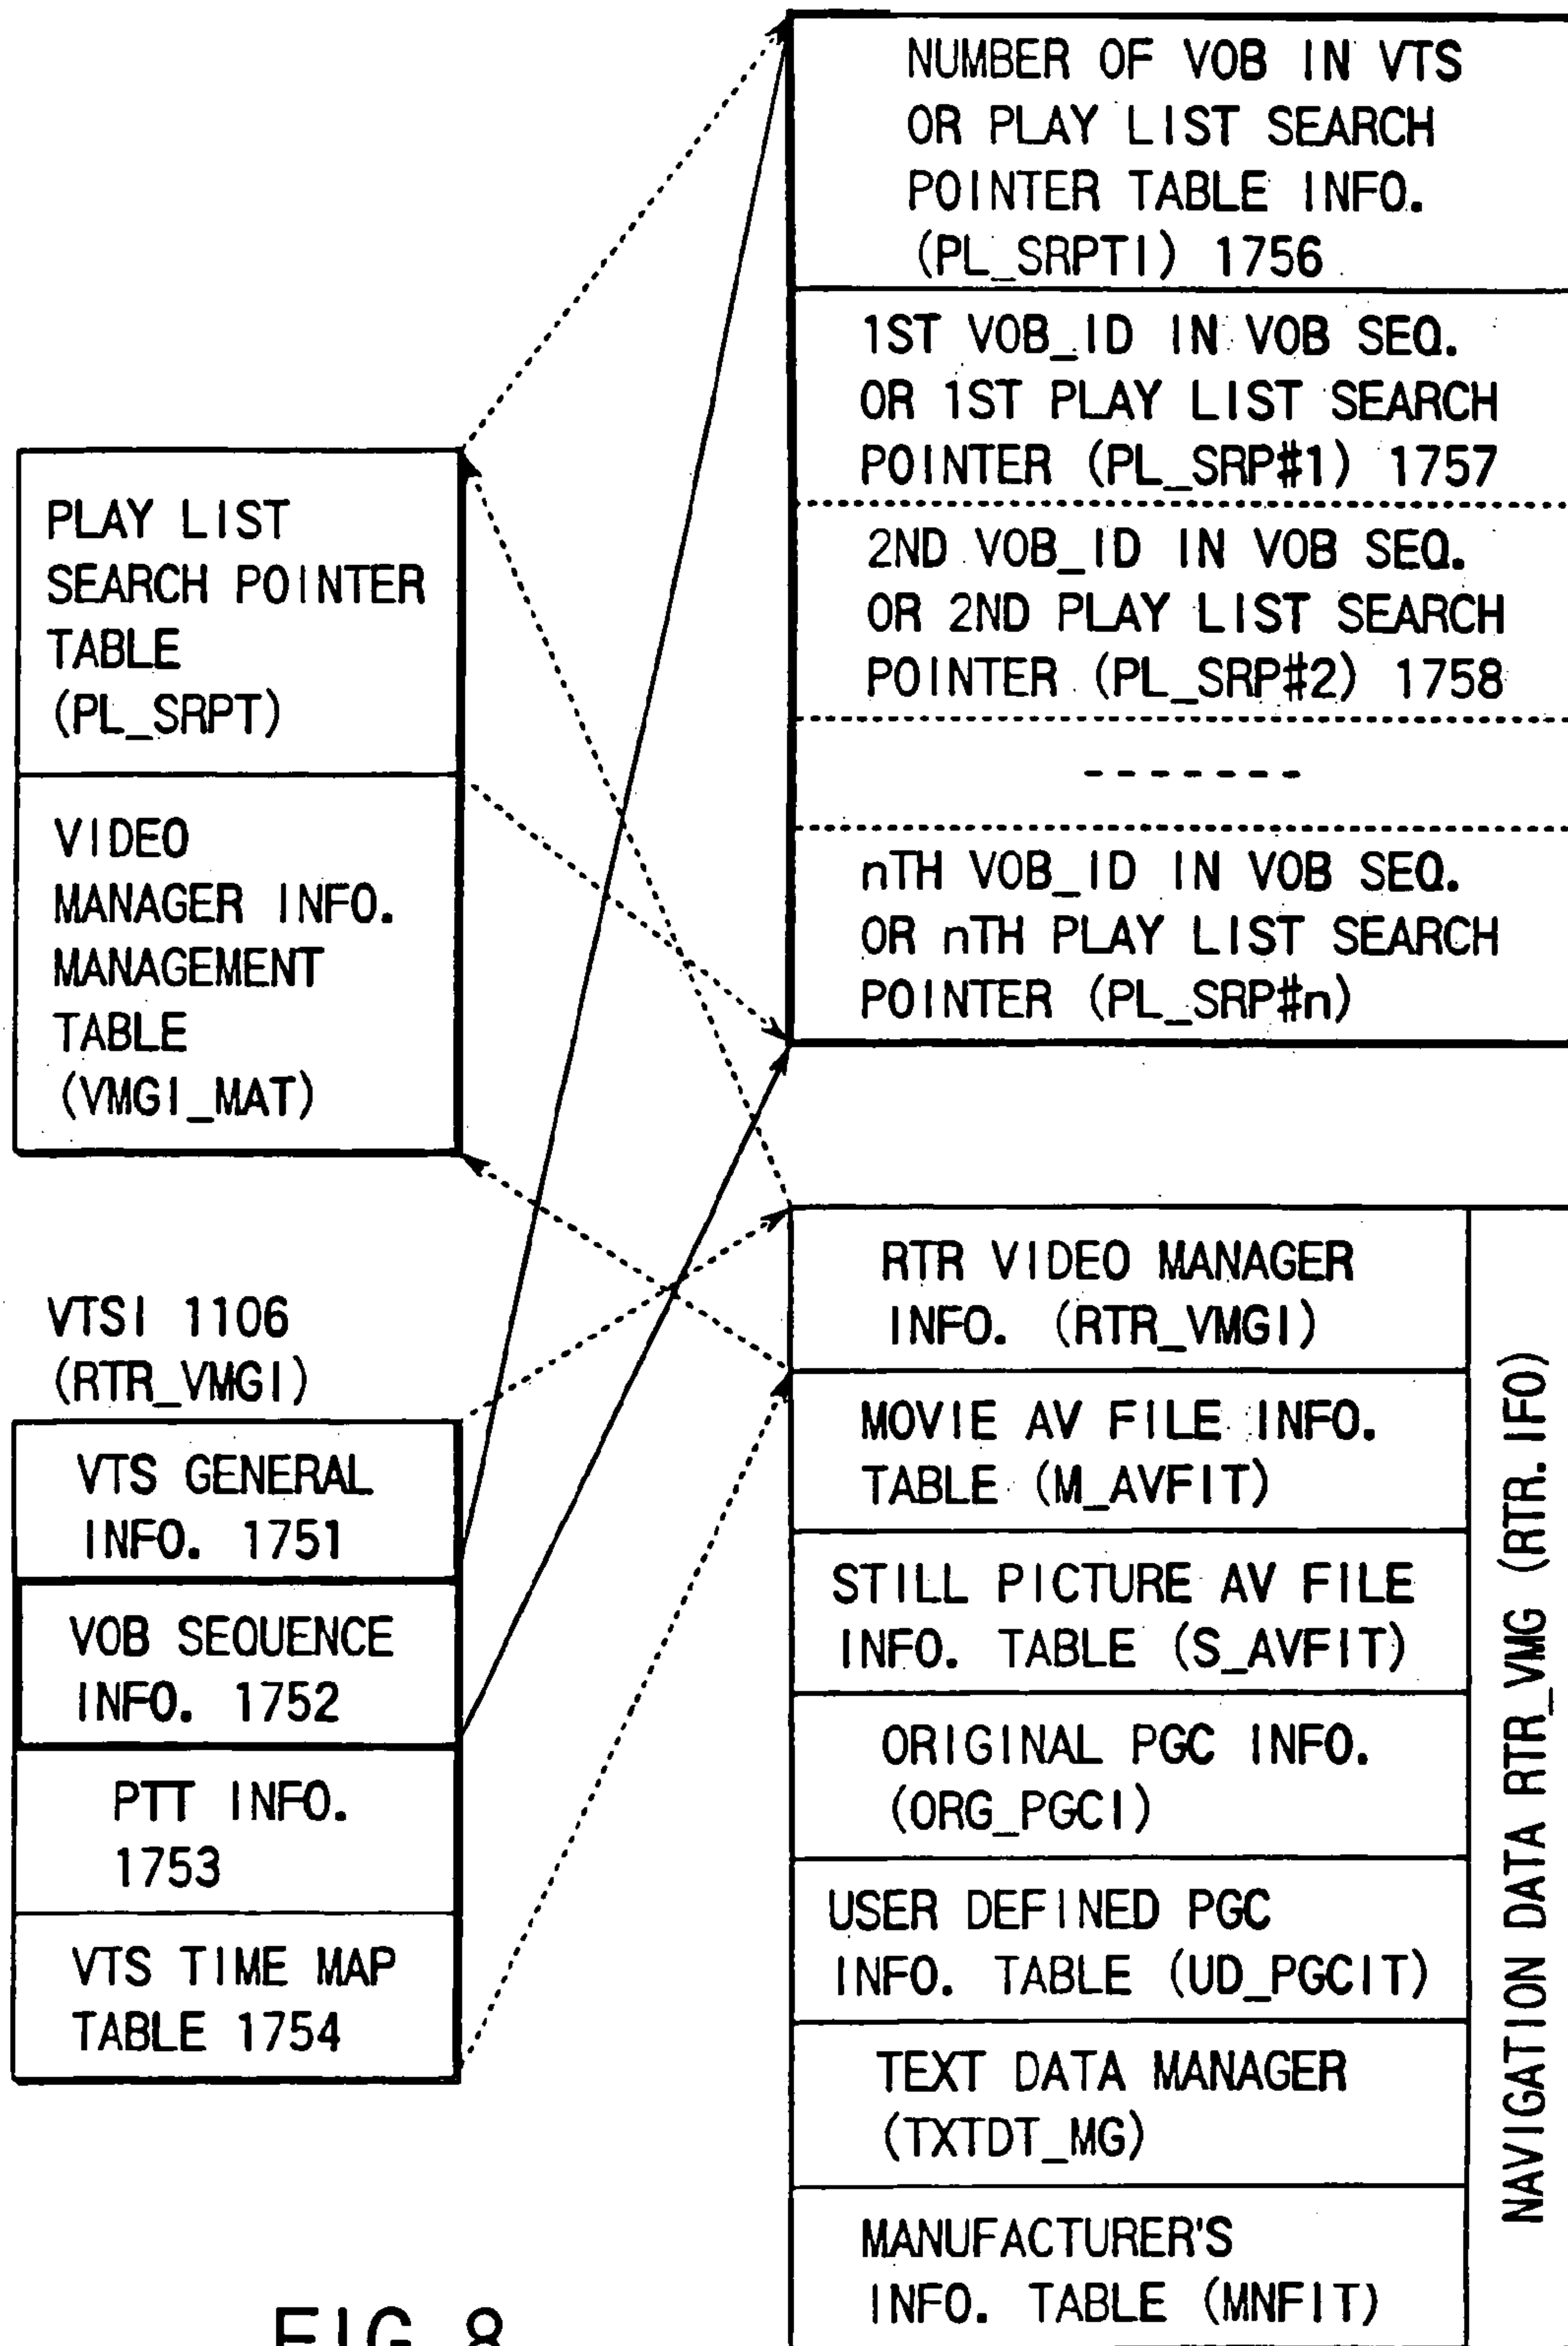 NUMBER OF VOB IN VTS
OR PLAY LIST SEARCH
POINTER TABLE INFO.
(PL_SRPTI) 1756
1ST VOB_ID IN VOB SEQ.
OR 1ST PLAY LIST SEARCH
POINTER (PL_SRP#1) 1757
2ND VOB_ID IN VOB SEQ.
OR 2ND PLAY LIST SEARCH
POINTER (PL_SRP#2) 1758
-------
nTH VOB_ID IN VOB SEQ.
OR nTH PLAY LIST SEARCH
POINTER (PL_SRP#n)
PLAY LIST
SEARCH POINTER
TABLE
(PL_SRPT)
VIDEO
MANAGER INFO.
MANAGEMENT
TABLE
(VMGI_MAT)
VTSI 1106
(RTR_VMGI)
VTS GENERAL
INFO. 1751
VOB SEQUENCE
INFO. 1752
PTT INFO.
1753
VTS TIME MAP
TABLE 1754
RTR VIDEO MANAGER
INFO. (RTR_VMGI)
MOVIE AV FILE INFO.
TABLE (M_AVFIT)
STILL PICTURE AV FILE
INFO. TABLE (S_AVFIT)
ORIGINAL PGC INFO.
(ORG_PGCI)
USER DEFINED PGC
INFO. TABLE (UD_PGCIT)
TEXT DATA MANAGER
(TXTDT_MG)
MANUFACTURER'S
INFO. TABLE (MNFIT)
NAVIGATION DATA RTR_VMG (RTR.IFO)
FIG. 8